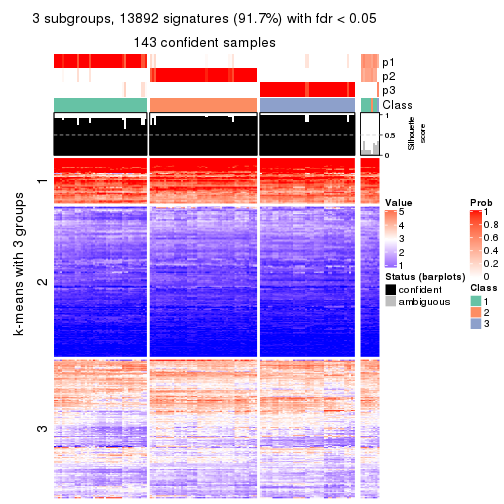 3 subgroups, 13892 signatures (91.7%) with fdr < 0.05
143 confident samples
p1
p2
p3
Class
1
0.5
0
Silhouette
score
k-means with 3 groups
1
2
3
Value
5
4
3
2
1
Status (barplots)
confident
ambiguous
Prob
1
0.8
0.6
0.4
0.2
0
Class
1
2
3